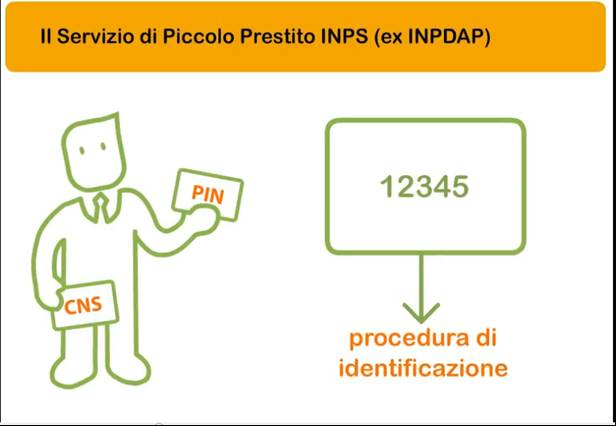 Il Servizio di Piccolo Prestito INPS (ex INPDAP)
PIN
12345
CNS
procedura di
identificazione